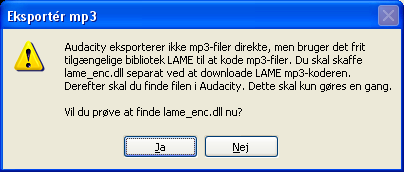 Eksportér mp3
Audacity eksporterer ikke mp3-filer direkte, men bruger det frit
tilgængelige bibliotek LAME til at kode mp3-filer. Du skal skaffe
lame_enc.dll separat ved at downloade LAME mp3-koderen.
Derefter skal du finde filen i Audacity. Dette skal kun gøres en gang.
Vil du prøve at finde lame_enc.dll nu?
Ja
Nej